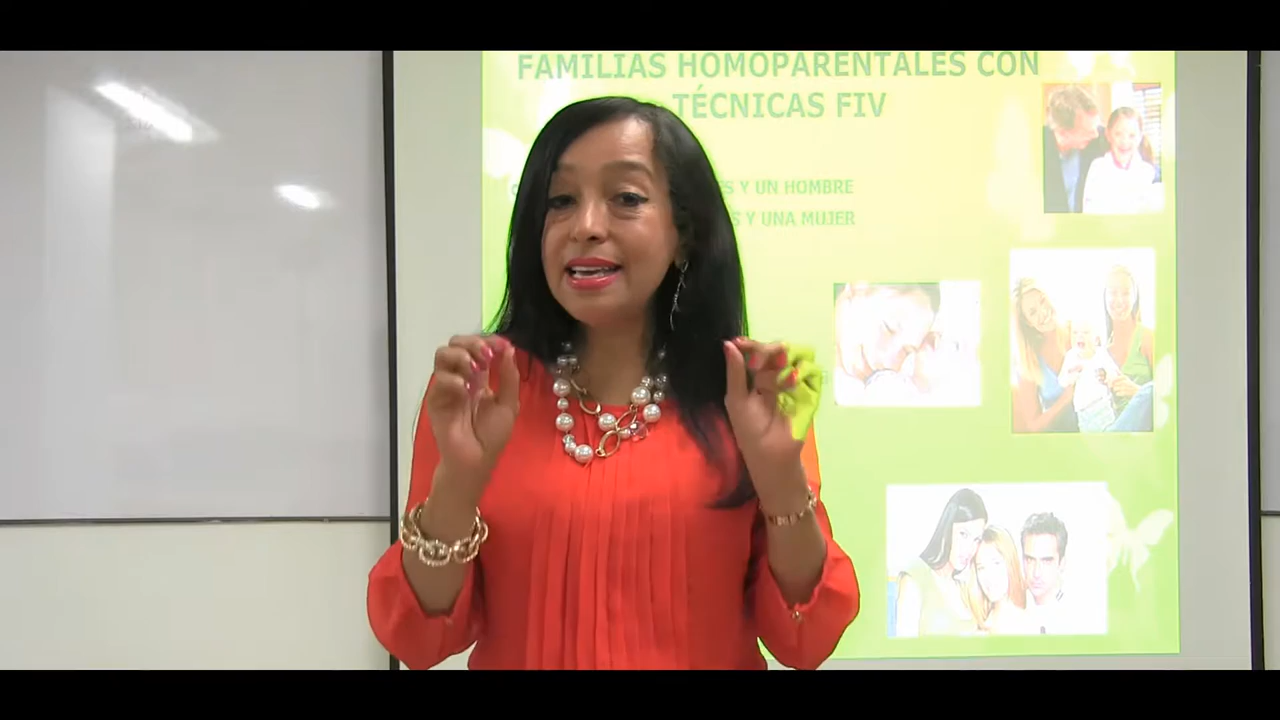 FAMILIAS HOMOPARENTALES CON
TÉCNICAS FIV
Y UN HOMBRE
Y UNA MUJER